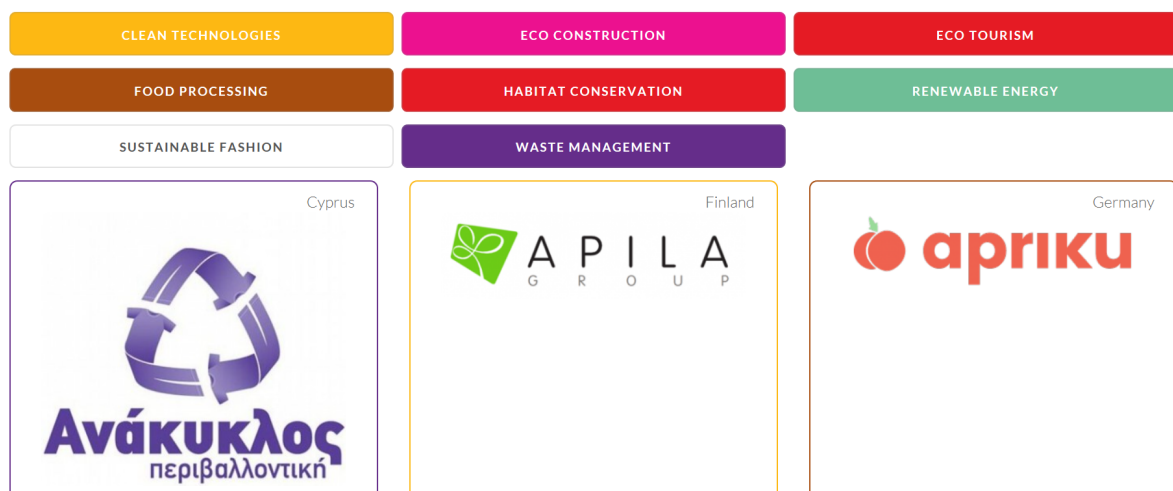 CLEAN TECHNOLOGIES
ECO CONSTRUCTION
ECO TOURISM
FOOD PROCESSING
HABITAT CONSERVATION
RENEWABLE ENERGY
SUSTAINABLE FASHION
WASTE MANAGEMENT
Cyprus
Ανάκυκλος
περιβαλλοντική
Finland
APILA
GROUP
Germany
apriku